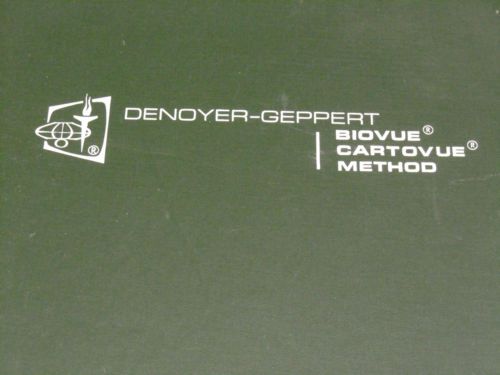 DENOYER-GEPPERT
BIOVUE®
CARTOVUE®
METHOD
®